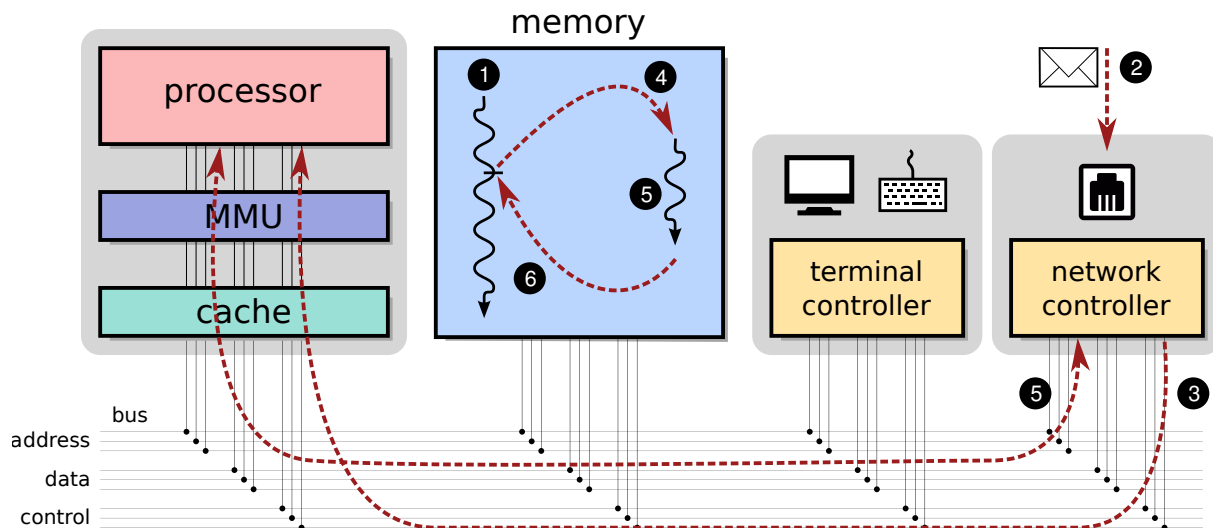 memory
processor
MMU
cache
1
4
5
6
2
terminal
controller
network
controller
5
3
bus
address
data
control